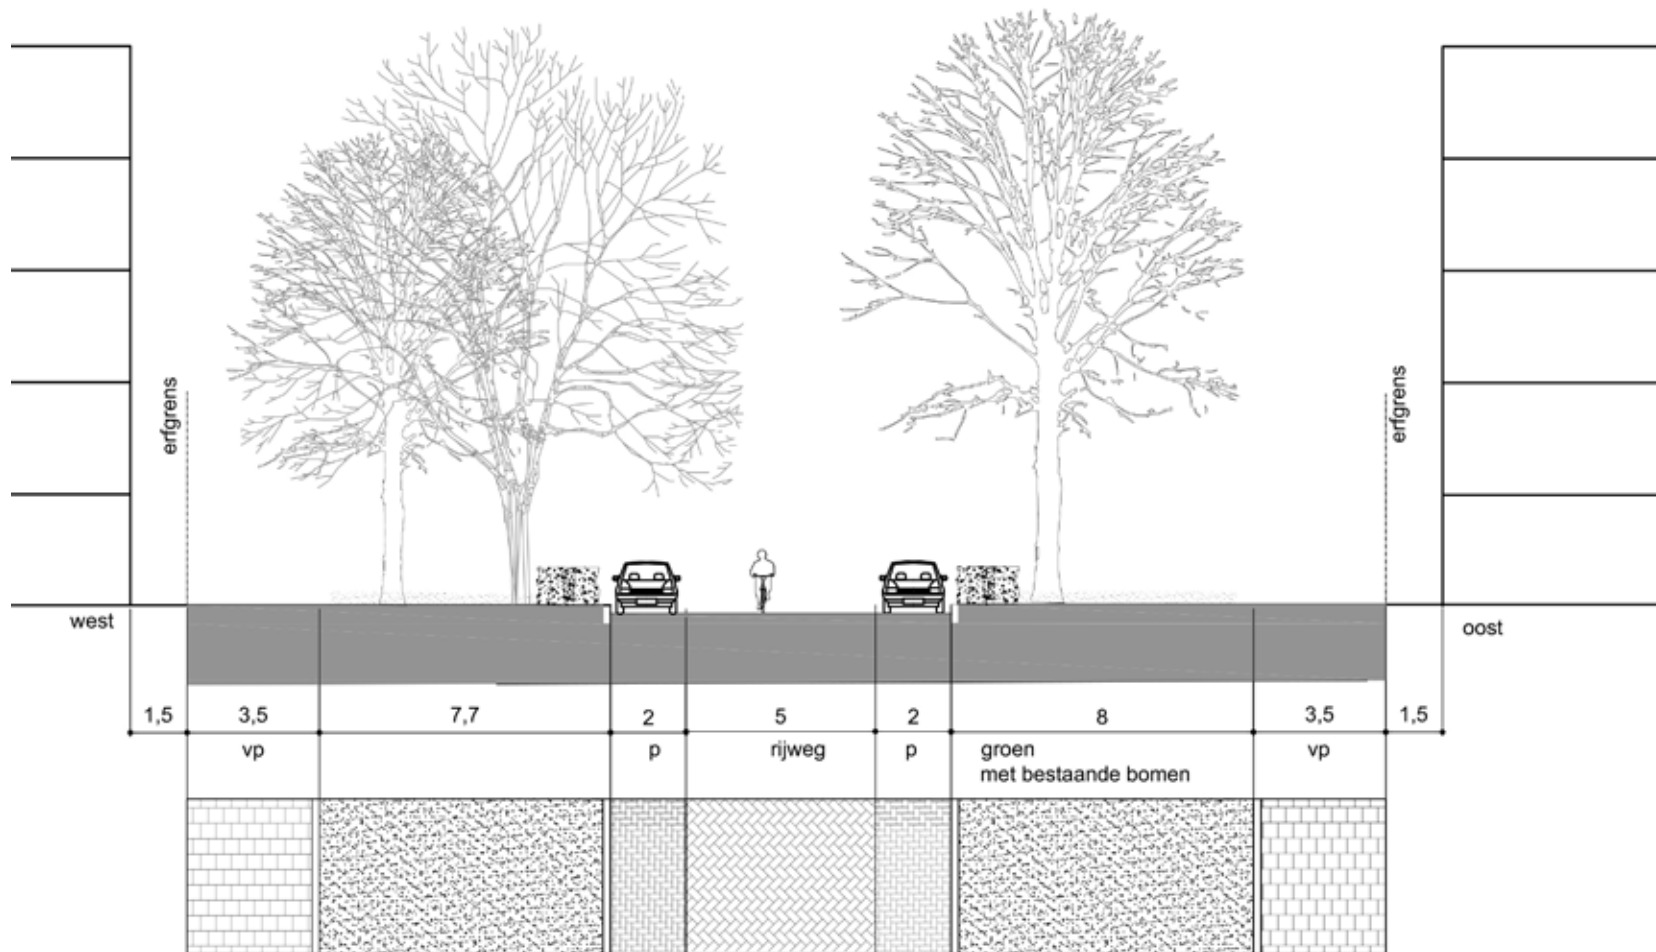 erfgrens
erfgrens
west
oost
1,5
3,5
7,7
2
5
2
8
3,5
1,5
vp
p
rijweg
p
groen
met bestaande bomen
vp